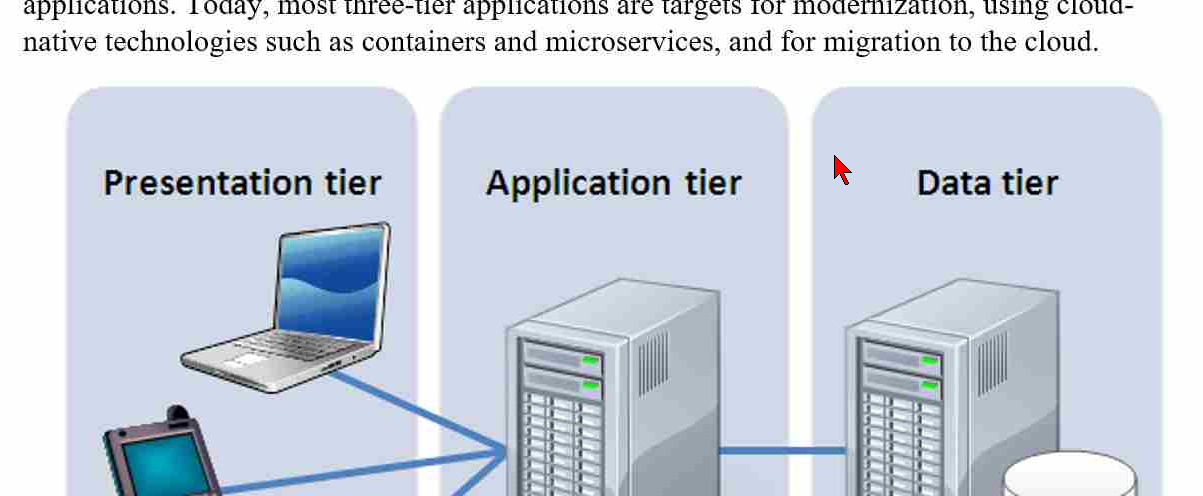 applications. Today, most three-tier applications are targets for modernization, using cloud-
native technologies such as containers and microservices, and for migration to the cloud.
Presentation tier
Application tier
Data tier